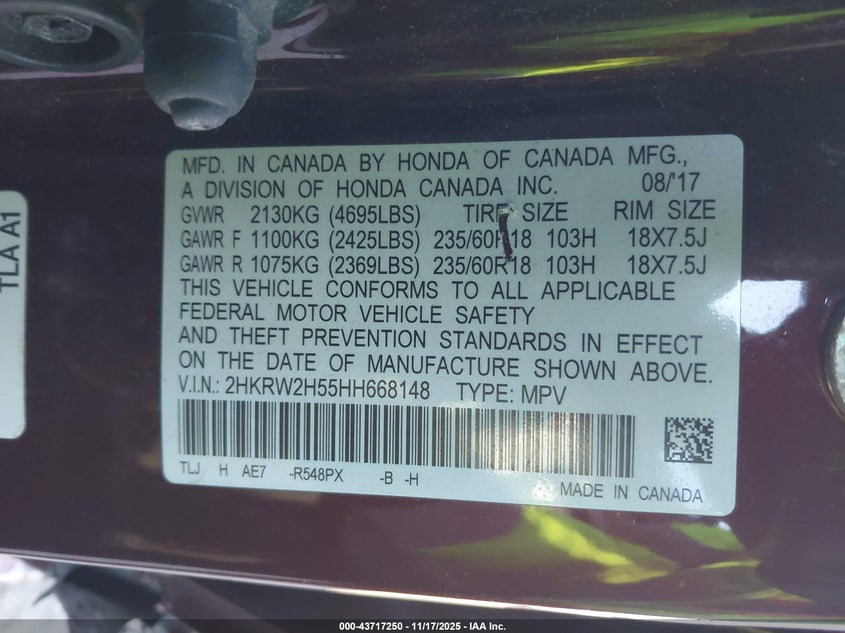 TLA A1
MFD. IN CANADA BY HONDA OF CANADA MFG.,
A DIVISION OF HONDA CANADA INC. 08/'17
GVWR 2130KG (4695LBS) TIRE SIZE RIM SIZE
GAWR F 1100KG (2425LBS) 235/60R18 103H 18X7.5J
GAWR R 1075KG (2369LBS) 235/60R18 103H 18X7.5J
THIS VEHICLE CONFORMS TO ALL APPLICABLE
FEDERAL MOTOR VEHICLE SAFETY
AND THEFT PREVENTION STANDARDS IN EFFECT
ON THE DATE OF MANUFACTURE SHOWN ABOVE.
V.I.N.: 2HKRW2H55HH668148 TYPE: MPV
TLJ H AE7 -R548PX -B -H
MADE IN CANADA
000-43717250 — 11/17/2025 — IAA Inc.